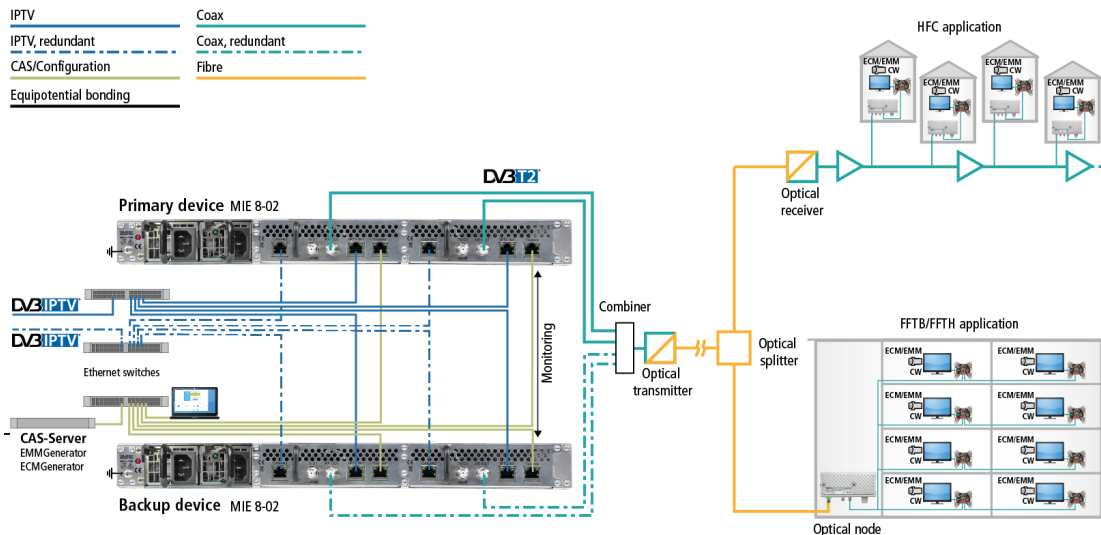 IPTV
Coax
IPTV, redundant
Coax, redundant
CAS/Configuration
Fibre
Equipotential bonding
HFC application
ECM/EMM
CW
ECM/EMM
CW
ECM/EMM
CW
ECM/EMM
CW
DVB T2
Optical
receiver
Primary device MIE 8-02
DVB IPTV
DVB IPTV
Ethernet switches
Monitoring
Combiner
Optical
transmitter
Optical
splitter
FFTB/FFTH application
ECM/EMM
CW
ECM/EMM
CW
ECM/EMM
CW
ECM/EMM
CW
ECM/EMM
CW
ECM/EMM
CW
ECM/EMM
CW
ECM/EMM
CW
CAS-Server
EMMGenerator
ECMGenerator
Backup device MIE 8-02
Optical node